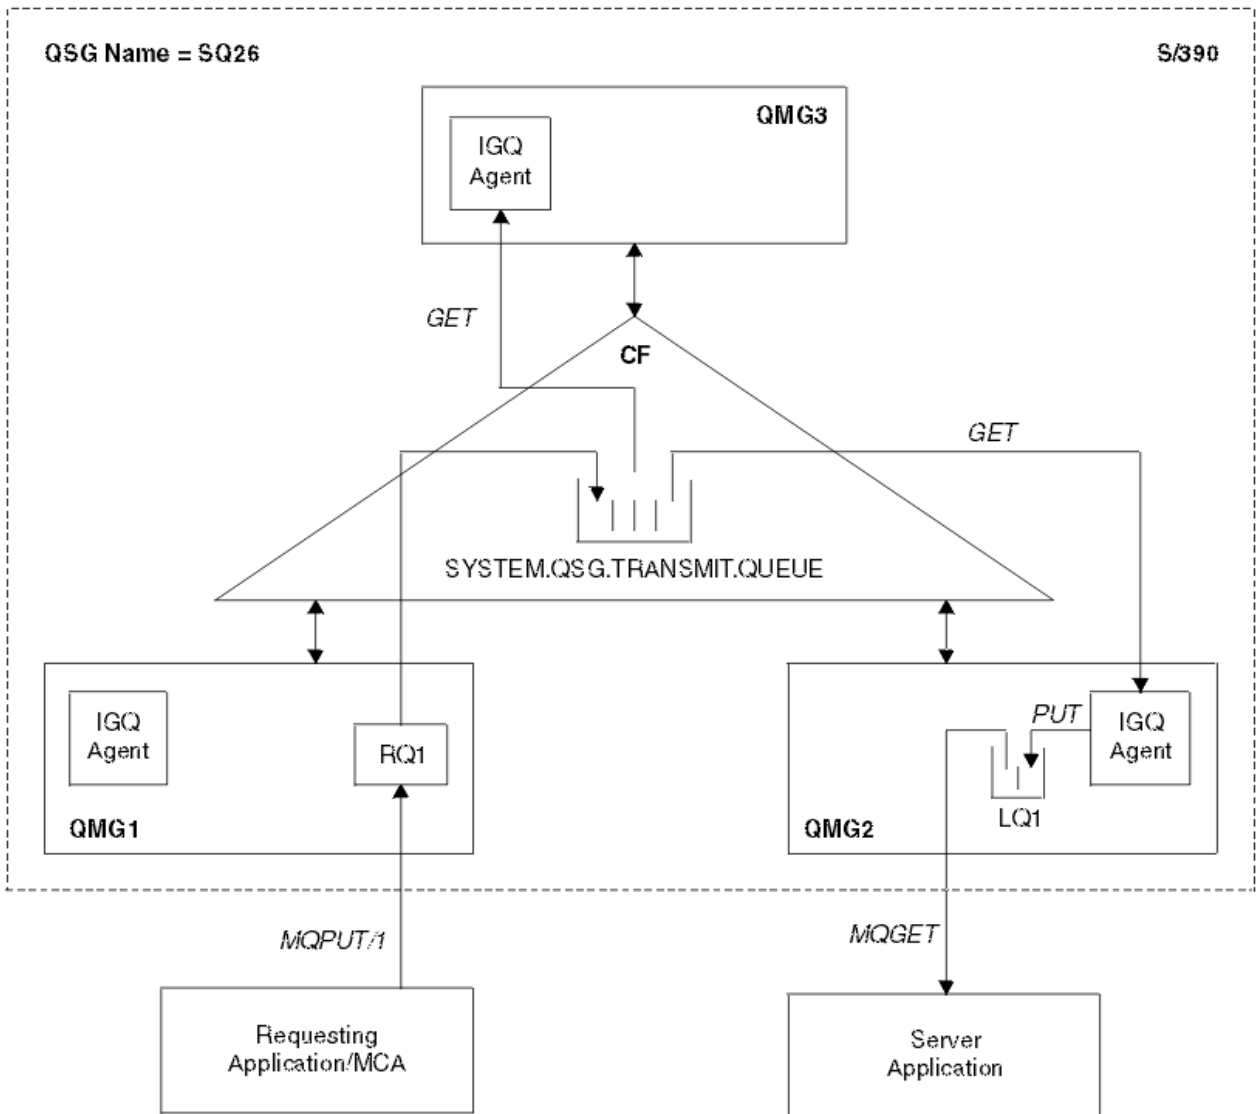 QSG Name = SQ26
S/390
QMG3
IGQ
Agent
GET
CF
GET
SYSTEM.QSG.TRANSMIT.QUEUE
IGQ
Agent
RQ1
QMG1
PUT
IGQ
Agent
LQ1
QMG2
MQPUT/1
MQGET
Requesting
Application/MCA
Server
Application